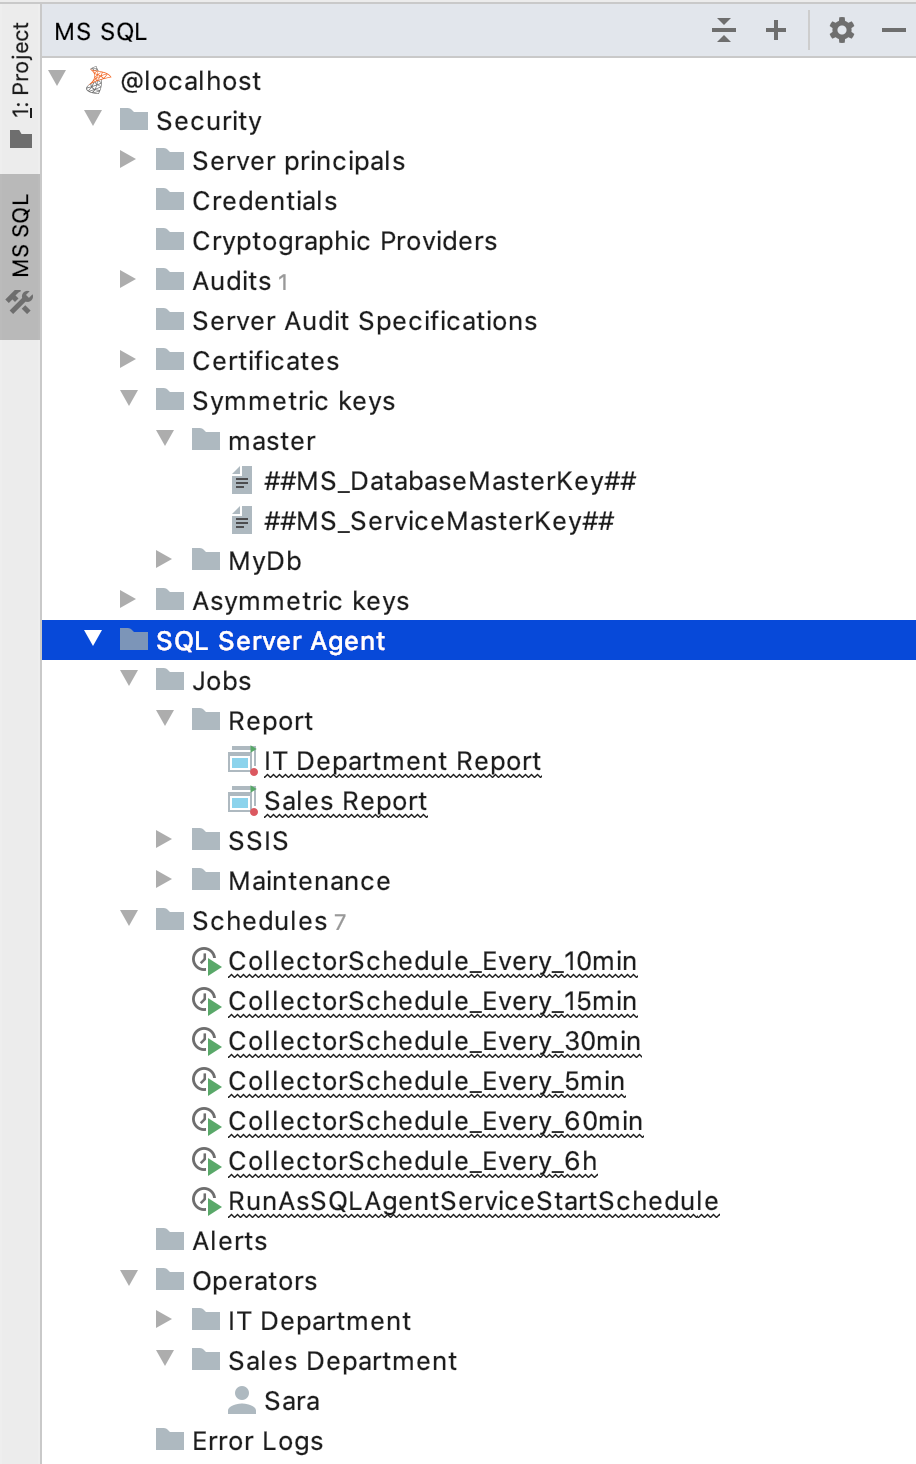 1: Project
MS SQL
MS SQL
@localhost
Security
Server principals
Credentials
Cryptographic Providers
Audits 1
Server Audit Specifications
Certificates
Symmetric keys
master
##MS_DatabaseMasterKey##
##MS_ServiceMasterKey##
MyDb
Asymmetric keys
SQL Server Agent
Jobs
Report
IT Department Report
Sales Report
SSIS
Maintenance
Schedules 7
CollectorSchedule_Every_10min
CollectorSchedule_Every_15min
CollectorSchedule_Every_30min
CollectorSchedule_Every_5min
CollectorSchedule_Every_60min
CollectorSchedule_Every_6h
RunAsSQLAgentServiceStartSchedule
Alerts
Operators
IT Department
Sales Department
Sara
Error Logs